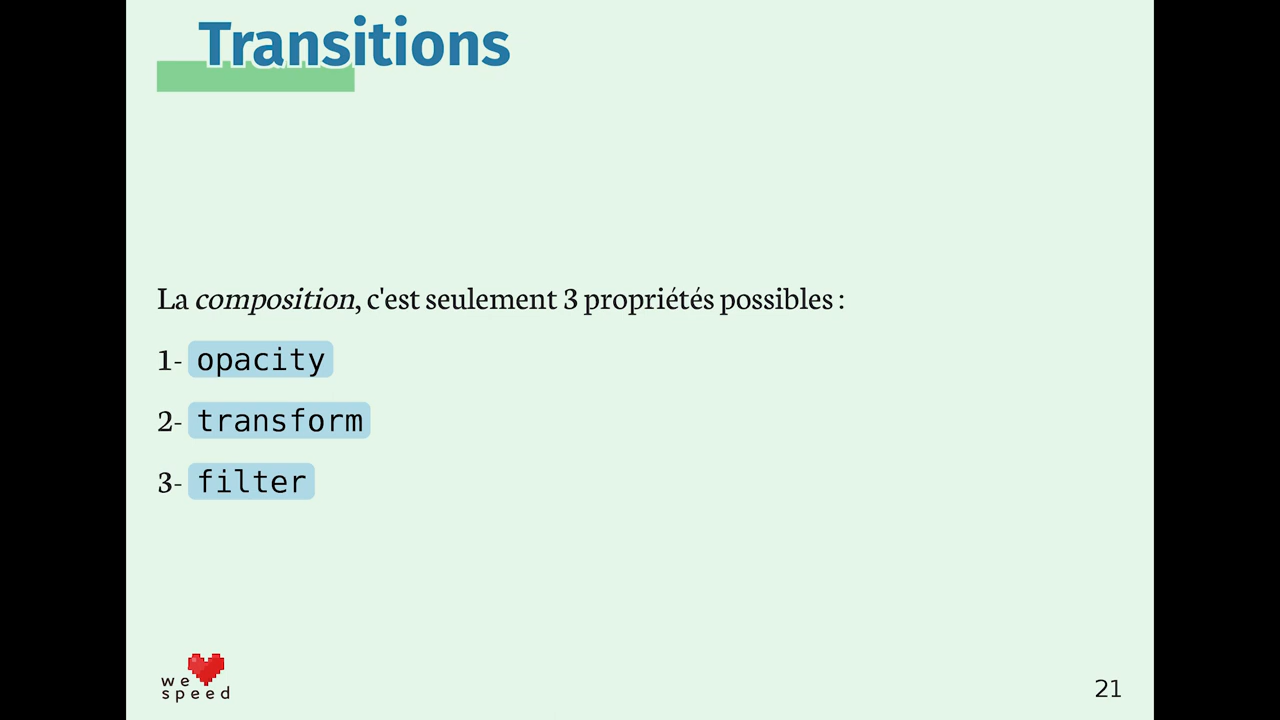 Transitions
La composition, c'est seulement 3 propriétés possibles :
1- opacity
2- transform
3- filter
we
speed
21